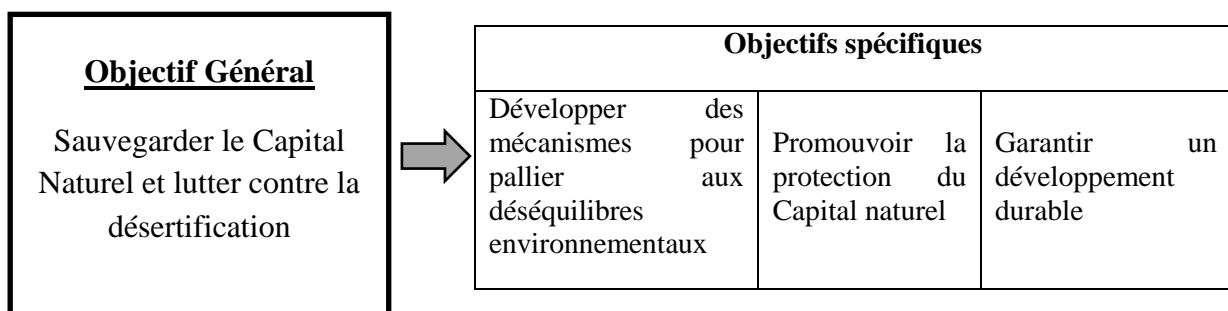 Objectif Général
Sauvegarder le Capital
Naturel et lutter contre la
désertification
Objectifs spécifiques
Développer des
mécanismes pour
pallier aux
déséquilibres
environnementaux
Promouvoir la
protection du
Capital naturel
Garantir un
développement
durable